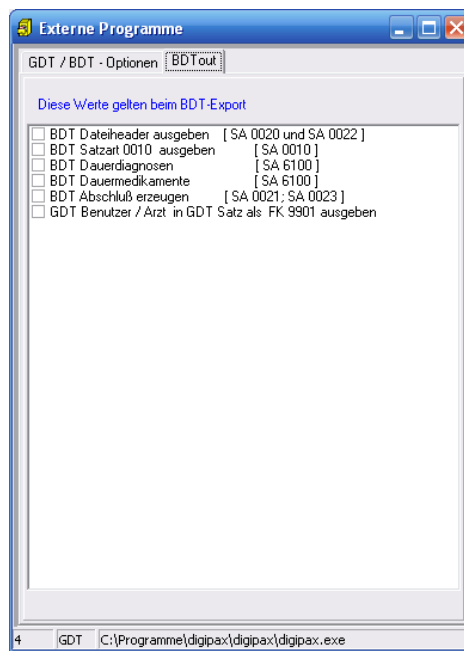 Externe Programme
GDT / BDT - Optionen BDTout
Diese Werte gelten beim BDT-Export
BDT Dateiheader ausgeben [ SA 0020 und SA 0022 ]
BDT Satzart 0010 ausgeben [ SA 0010 ]
BDT Dauerdiagnosen [ SA 6100 ]
BDT Dauermedikamente [ SA 6100 ]
BDT Abschluß erzeugen [ SA 0021; SA 0023 ]
GDT Benutzer / Arzt in GDT Satz als FK 9901 ausgeben
4 GDT C:\Programme\digipax\digipax\digipax.exe